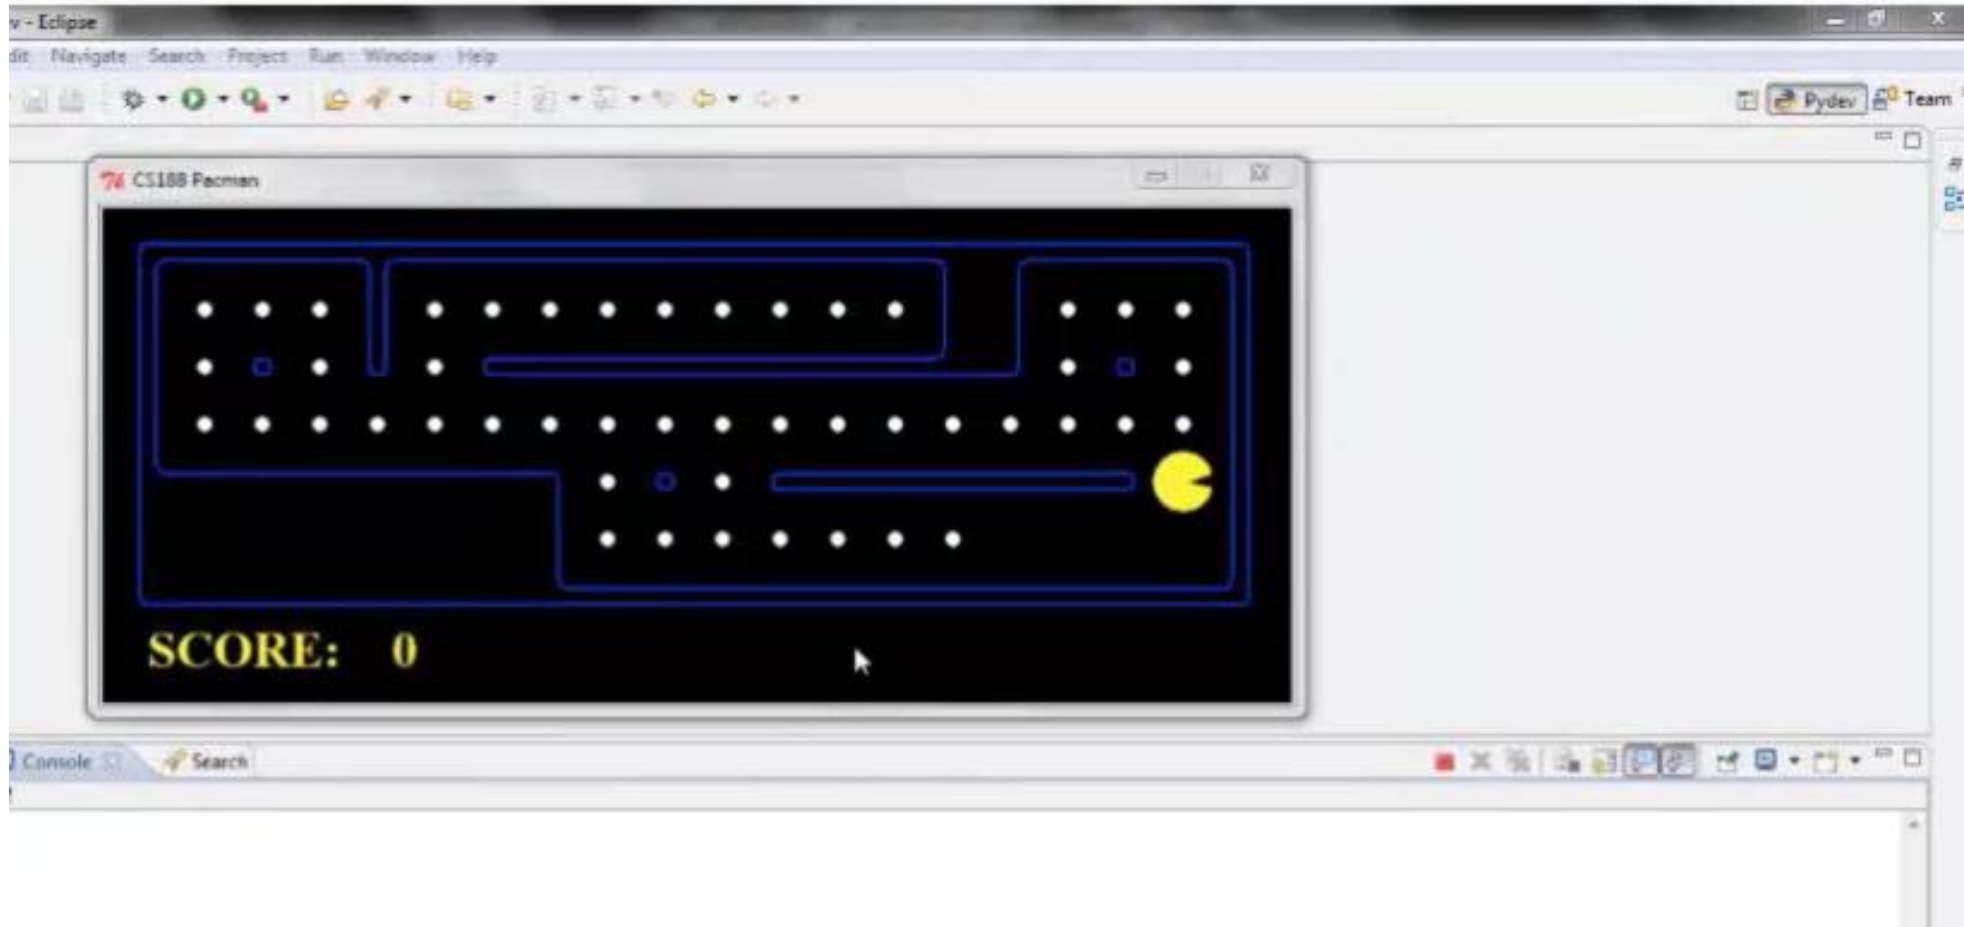 v - Eclipse
dit Navigate Search Project Run Window Help
Pydev Team
CS188 Pacman
SCORE: 0
Console Search